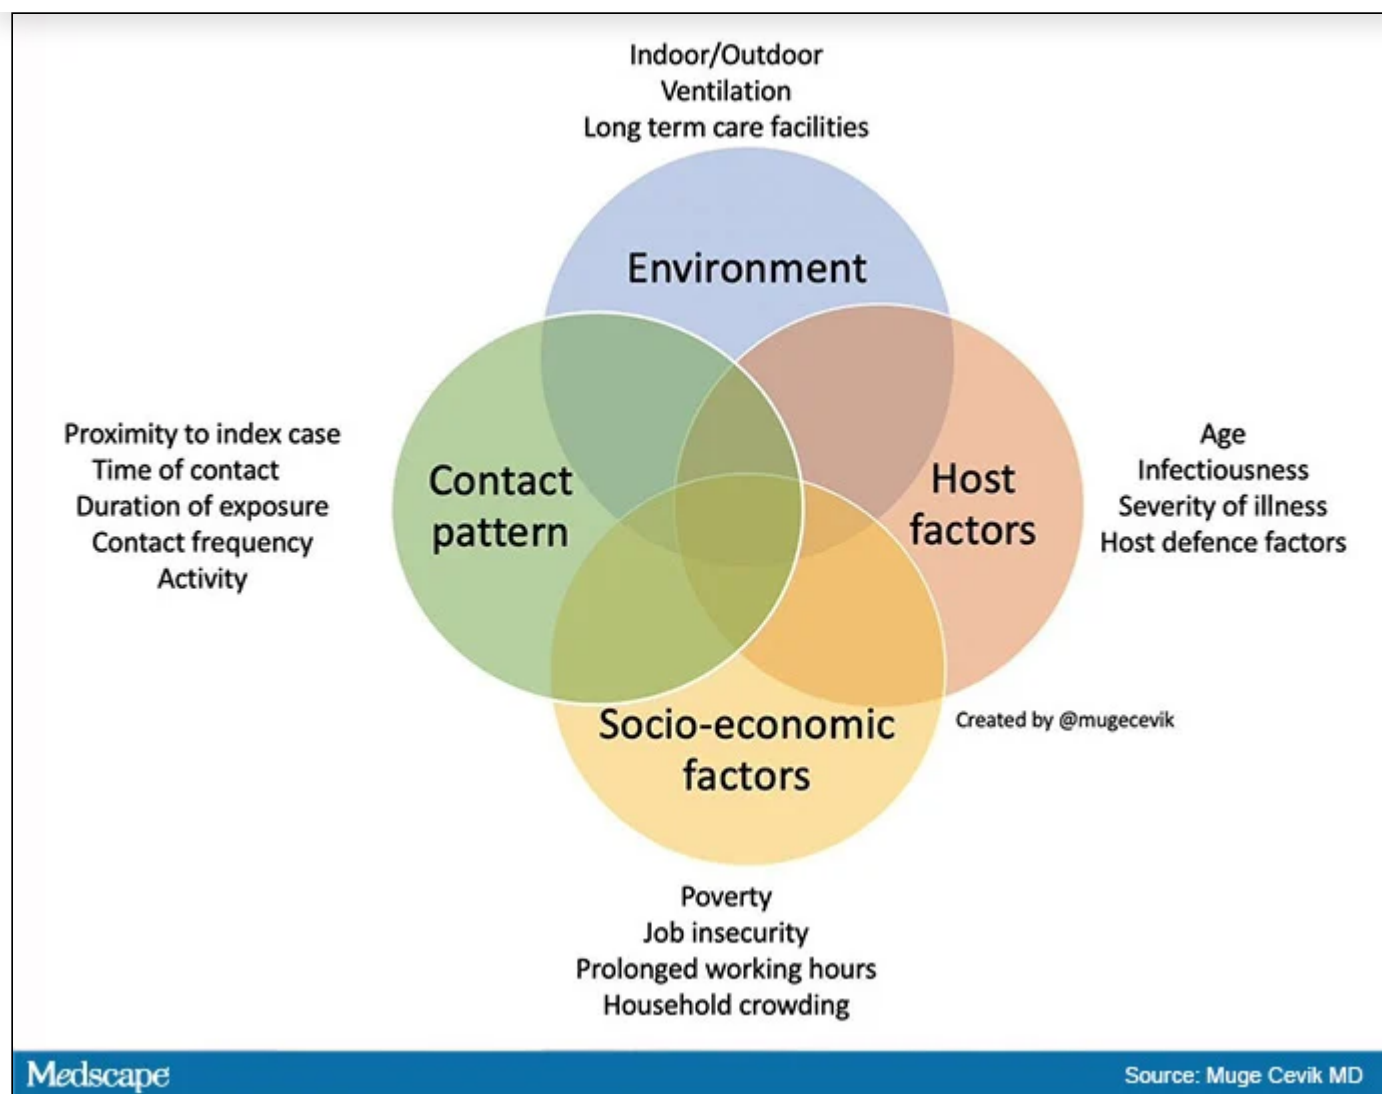 Indoor/Outdoor
Ventilation
Long term care facilities
Environment
Proximity to index case
Time of contact
Duration of exposure
Contact frequency
Activity
Contact
pattern
Host
factors
Age
Infectiousness
Severity of illness
Host defence factors
Socio-economic
factors
Created by @mugecevik
Poverty
Job insecurity
Prolonged working hours
Household crowding
Medscape
Source: Muge Cevik MD